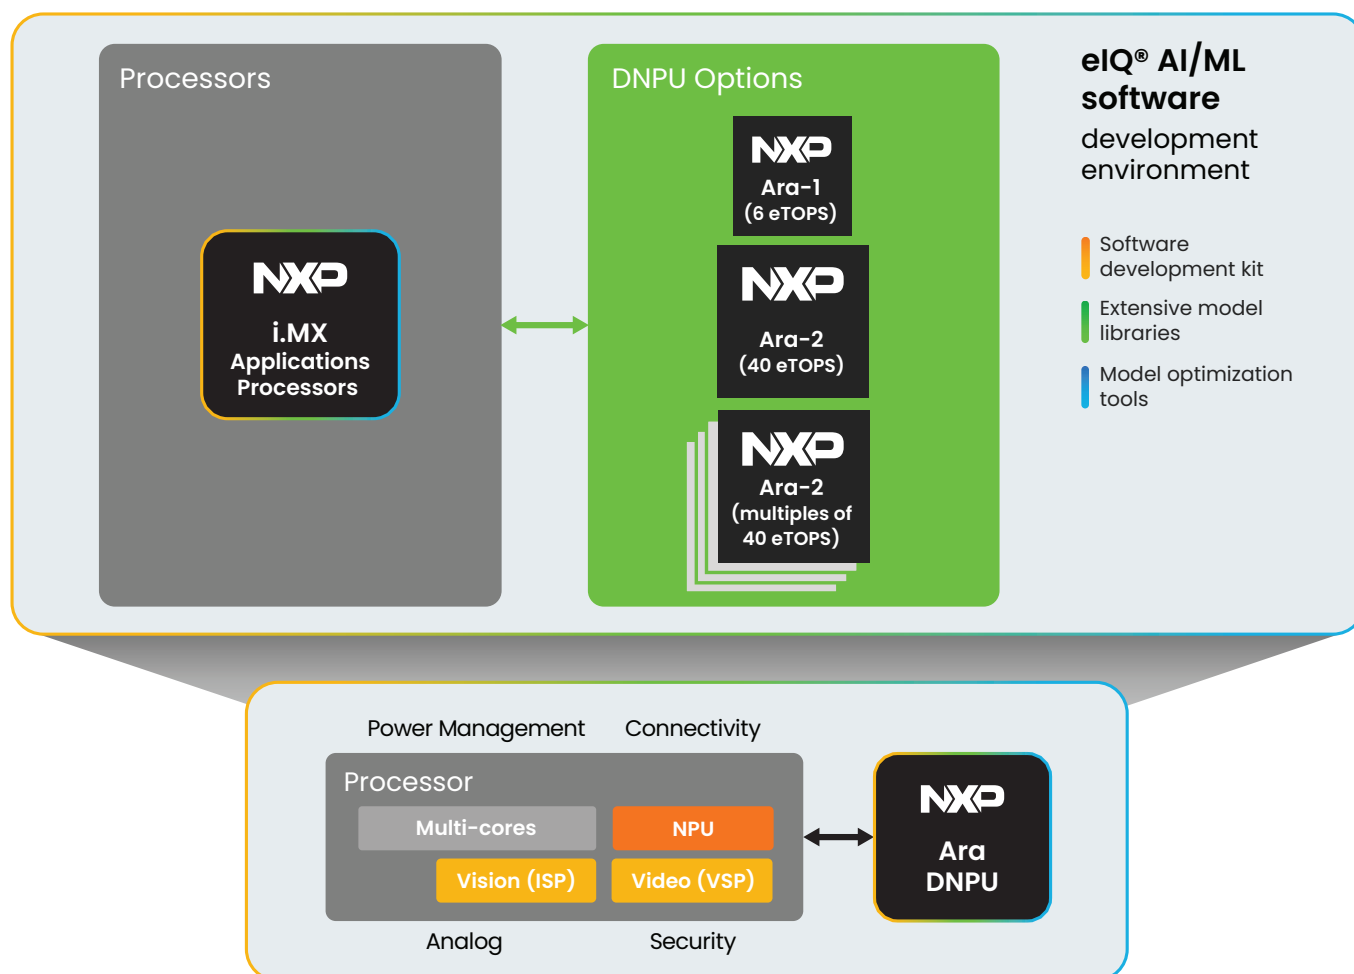 Processors
NXP
i.MX
Applications
Processors
DNPU Options
NXP
Ara-1
(6 eTOPS)
NXP
Ara-2
(40 eTOPS)
NXP
Ara-2
(multiples of
40 eTOPS)
eIQ® AI/ML
software
development
environment
Software
development kit
Extensive model
libraries
Model optimization
tools
Power Management
Connectivity
Processor
Multi-cores
NPU
Vision (ISP)
Video (VSP)
Analog
Security
NXP
Ara
DNPU